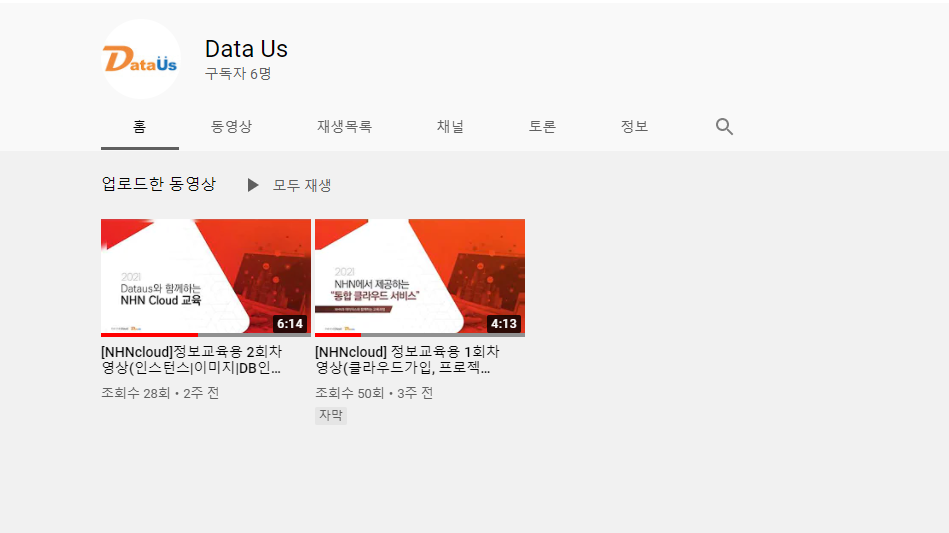 DataUs
Data Us
구독자 6명
홈 동영상 재생목록 채널 토론 정보
업로드한 동영상 모두 재생
2021
Dataus와 함께하는
NHN Cloud 교육
6:14
2021
NHN에서 제공하는
"통합 클라우드 서비스"
4:13
[NHNcloud]정보교육용 2회차
영상(인스턴스|이미지|DB인...
조회수 28회 • 2주 전
[NHNcloud] 정보교육용 1회차
영상(클라우드가입, 프로젝...
조회수 50회 • 3주 전
자막